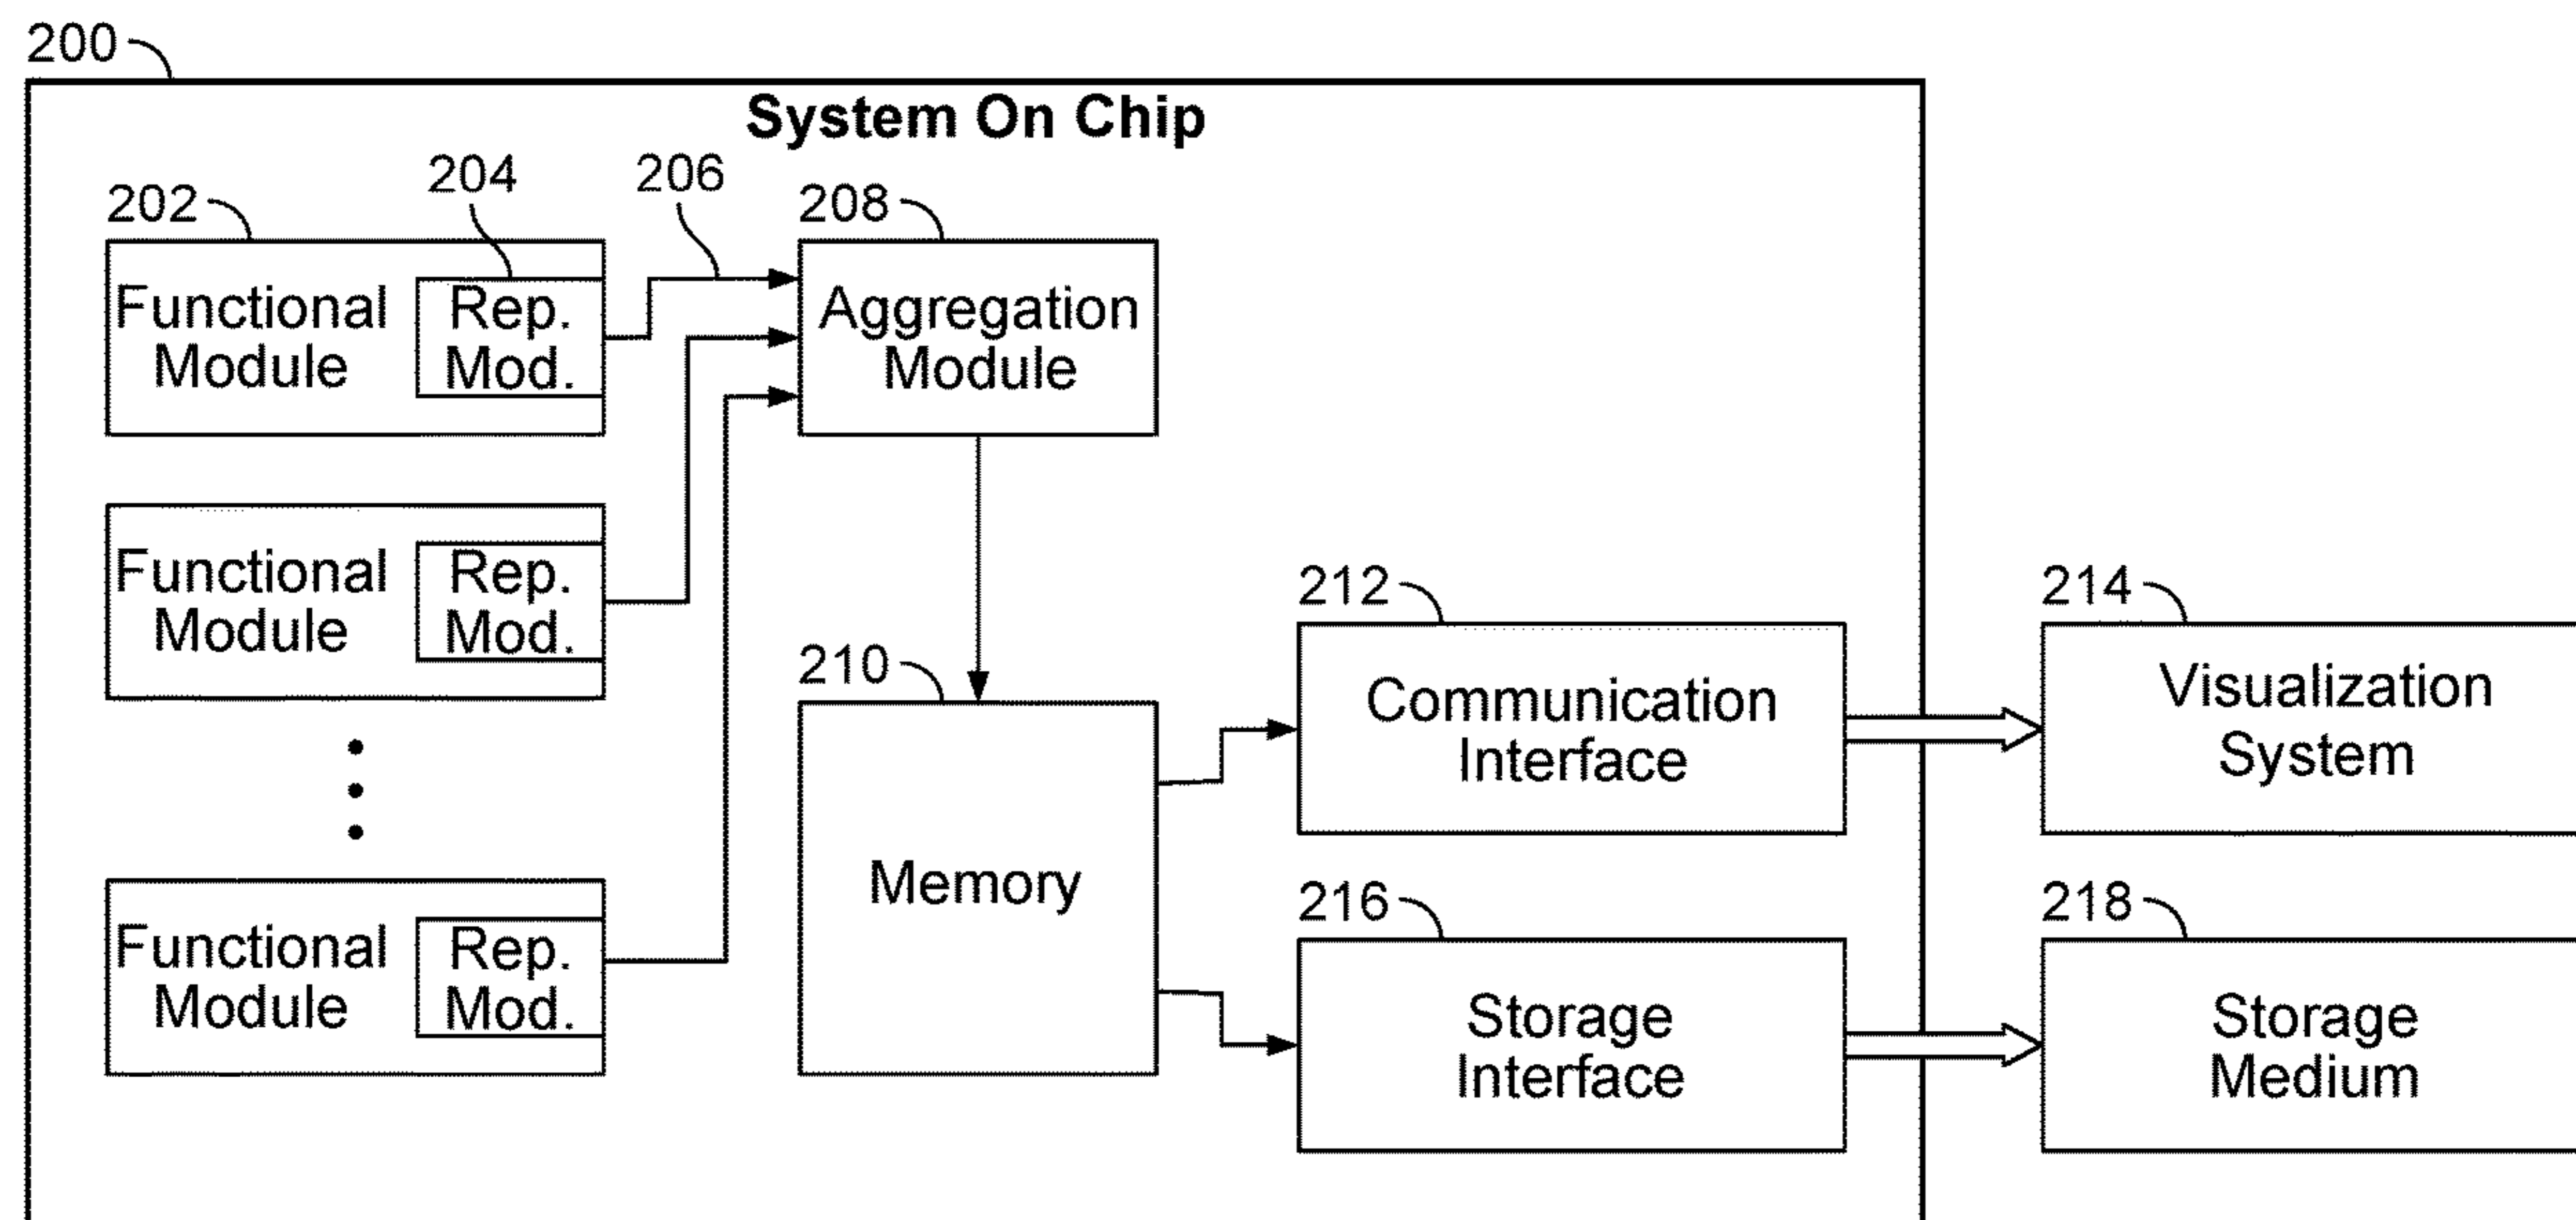 200
System On Chip
202
204
206
208
Functional
Module
Rep.
Mod.
Aggregation
Module
Functional
Module
Rep.
Mod.
210
Memory
212
Communication
Interface
214
Visualization
System
Functional
Module
Rep.
Mod.
216
Storage
Interface
218
Storage
Medium